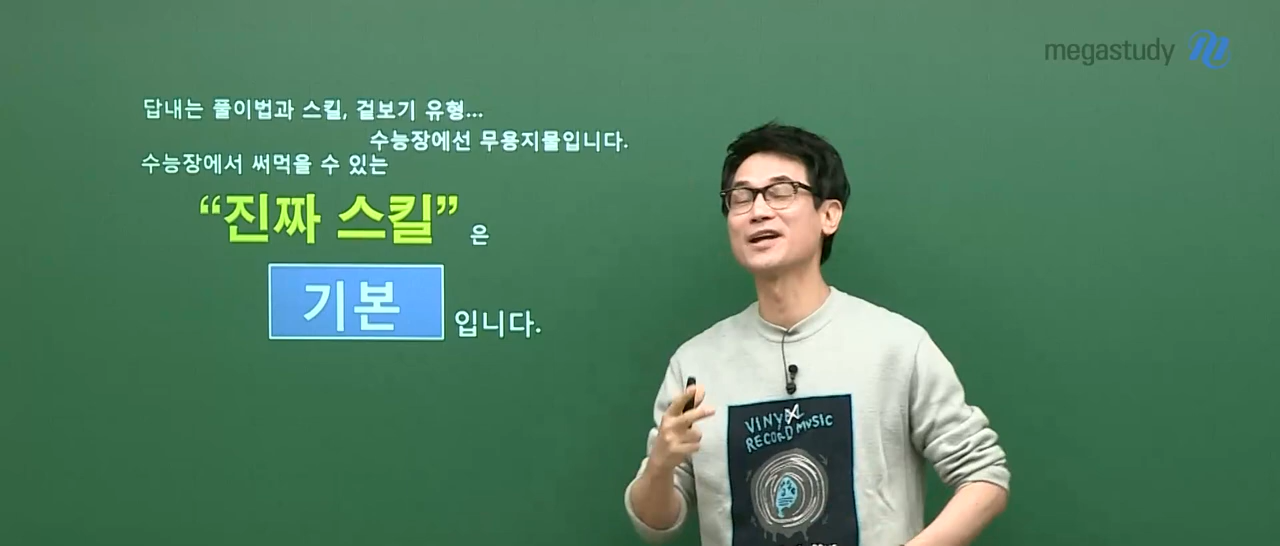 megastudy
답내는 풀이법과 스킬, 겉보기 유형...
수능장에선 무용지물입니다.
수능장에서 써먹을 수 있는
“진짜 스킬”은
기본 입니다.
VINYL
RECORD MUSIC